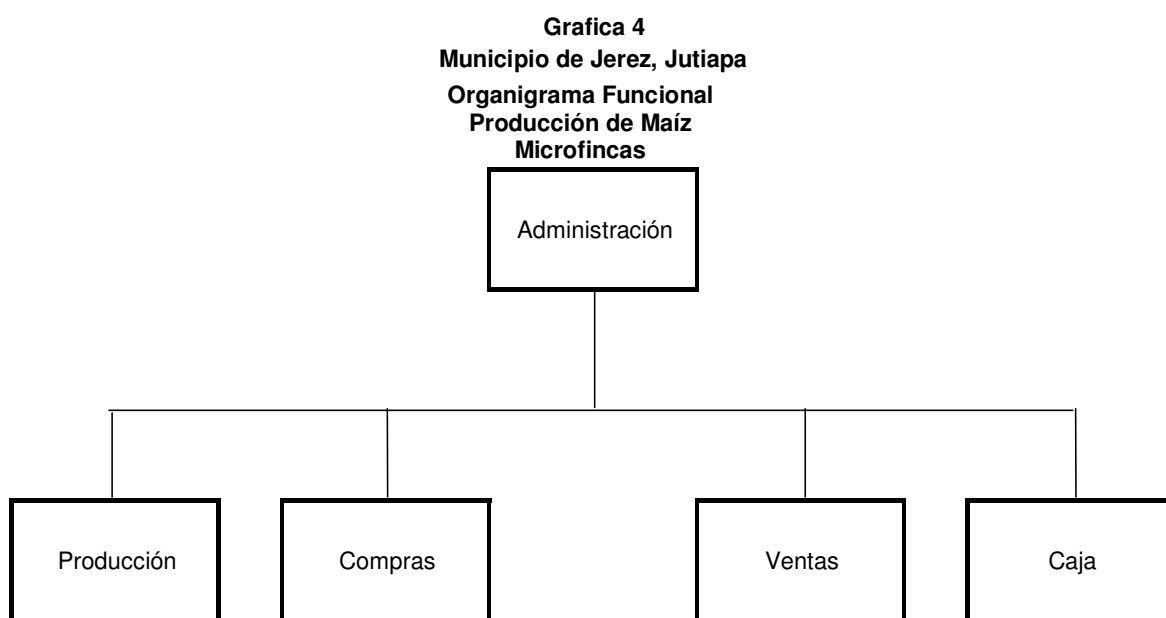 Grafica 4
Municipio de Jerez, Jutiapa
Organigrama Funcional
Producción de Maíz
Microfincas
Administración
Producción
Compras
Ventas
Caja